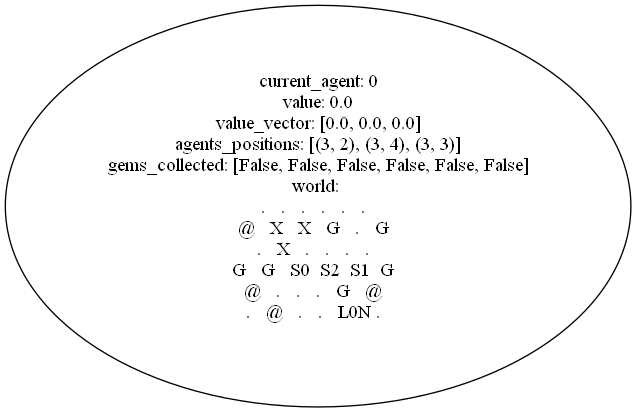 current_agent: 0
value: 0.0
value_vector: [0.0, 0.0, 0.0]
agents_positions: [(3, 2), (3, 4), (3, 3)]
gems_collected: [False, False, False, False, False, False]
world:
. . . . . .
@ X X G . G
. X . . . .
G G S0 S2 S1 G
@ . . . G @
. @ . . L0N .